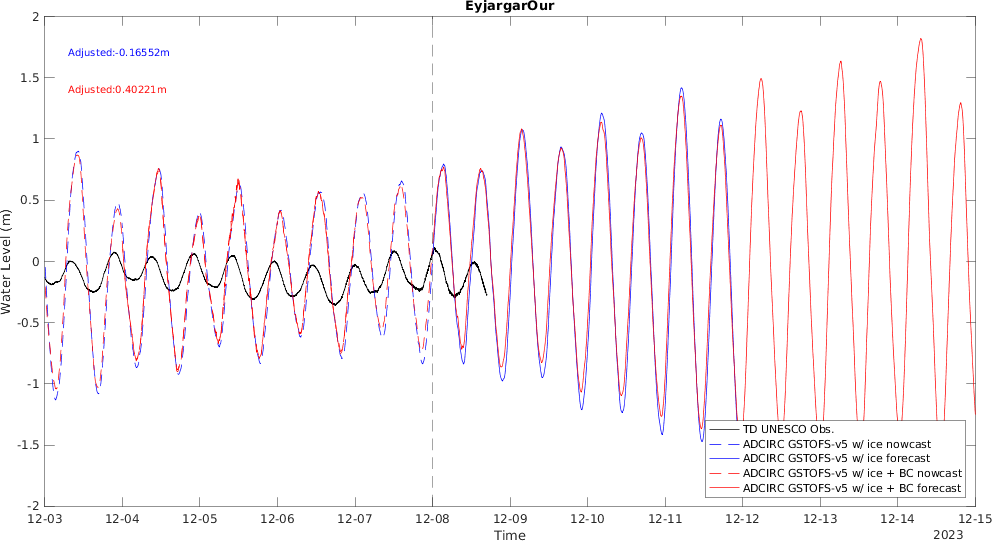 EyjargarOur
Adjusted:-0.16552m
Adjusted:0.40221m
Water Level (m)
2
1.5
1
0.5
0
-0.5
-1
-1.5
-2
TD UNESCO Obs.
ADCIRC GSTOFS-v5 w/ ice nowcast
ADCIRC GSTOFS-v5 w/ ice forecast
ADCIRC GSTOFS-v5 w/ ice + BC nowcast
ADCIRC GSTOFS-v5 w/ ice + BC forecast
12-03 12-04 12-05 12-06 12-07 12-08 12-09 12-10 12-11 12-12 12-13 12-14 12-15
Time
2023